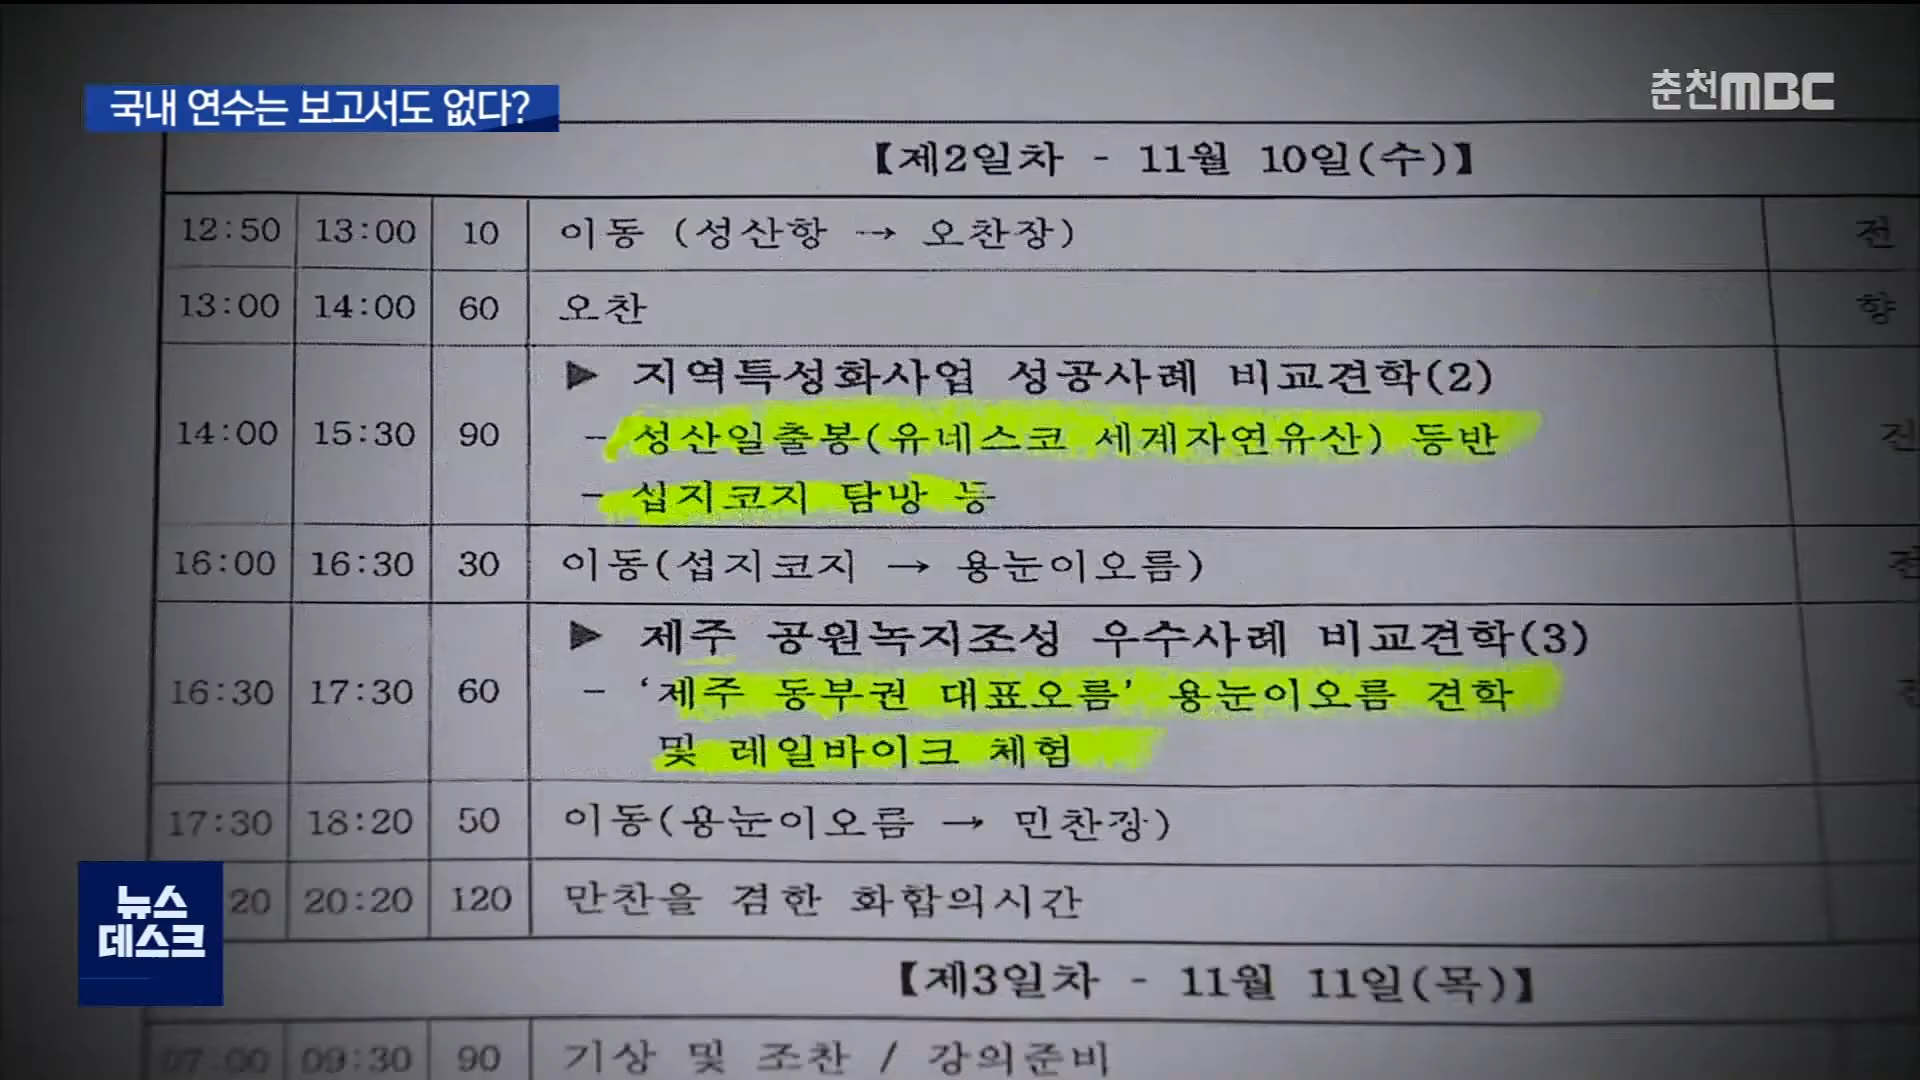 국내 연수는 보고서도 없다?
춘천MBC
【제2일차 - 11월 10일(수)】
12:50 13:00 10 이동 (성산항 → 오찬장) 전
13:00 14:00 60 오찬 향
▶ 지역특성화사업 성공사례 비교견학(2)
14:00 15:30 90 - 성산일출봉(유네스코 세계자연유산) 등반 전
- 섭지코지 탐방 등
16:00 16:30 30 이동(섭지코지 → 용눈이오름) 전
▶ 제주 공원녹지조성 우수사례 비교견학(3)
16:30 17:30 60 - ‘제주 동부권 대표오름’ 용눈이오름 견학
및 레일바이크 체험
17:30 18:20 50 이동(용눈이오름 → 만찬장)
20 20:20 120 만찬을 겸한 화합의시간
【제3일차 - 11월 11일(목)】
07:00 09:30 90 기상 및 조찬 / 강의준비
뉴스
데스크